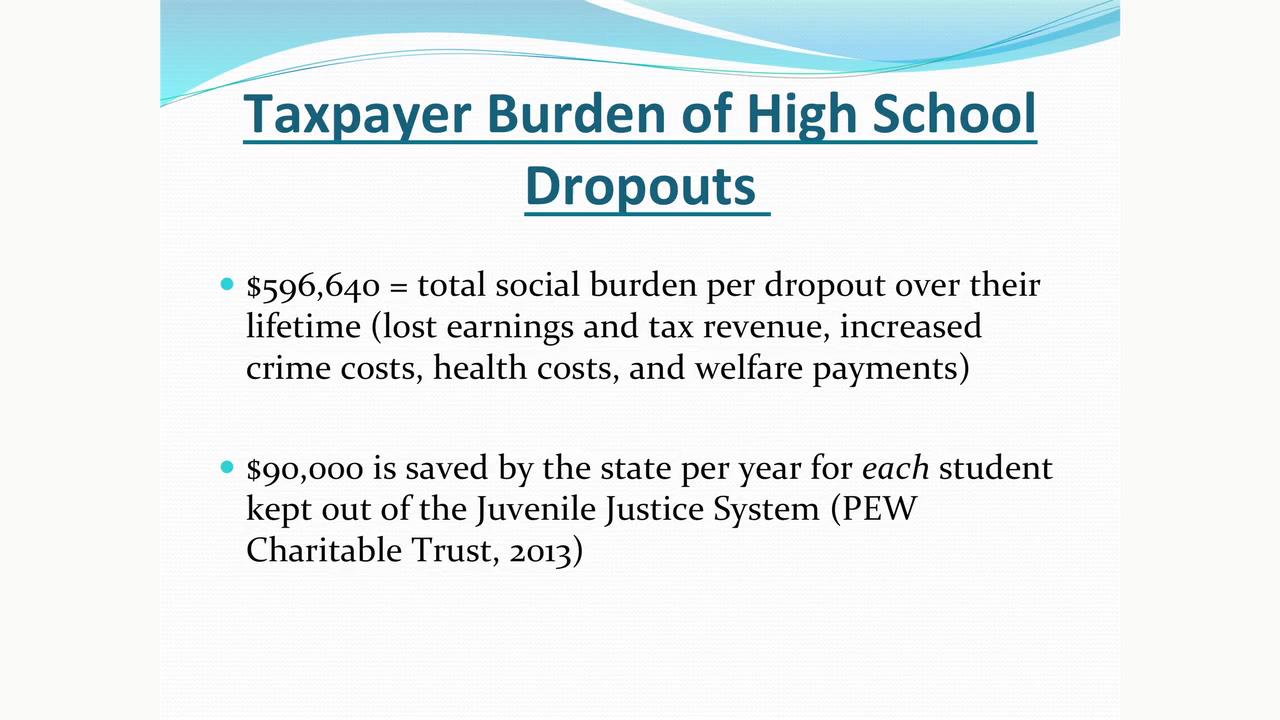 Taxpayer Burden of High School
Dropouts
• $596,640 = total social burden per dropout over their
lifetime (lost earnings and tax revenue, increased
crime costs, health costs, and welfare payments)
• $90,000 is saved by the state per year for each student
kept out of the Juvenile Justice System (PEW
Charitable Trust, 2013)